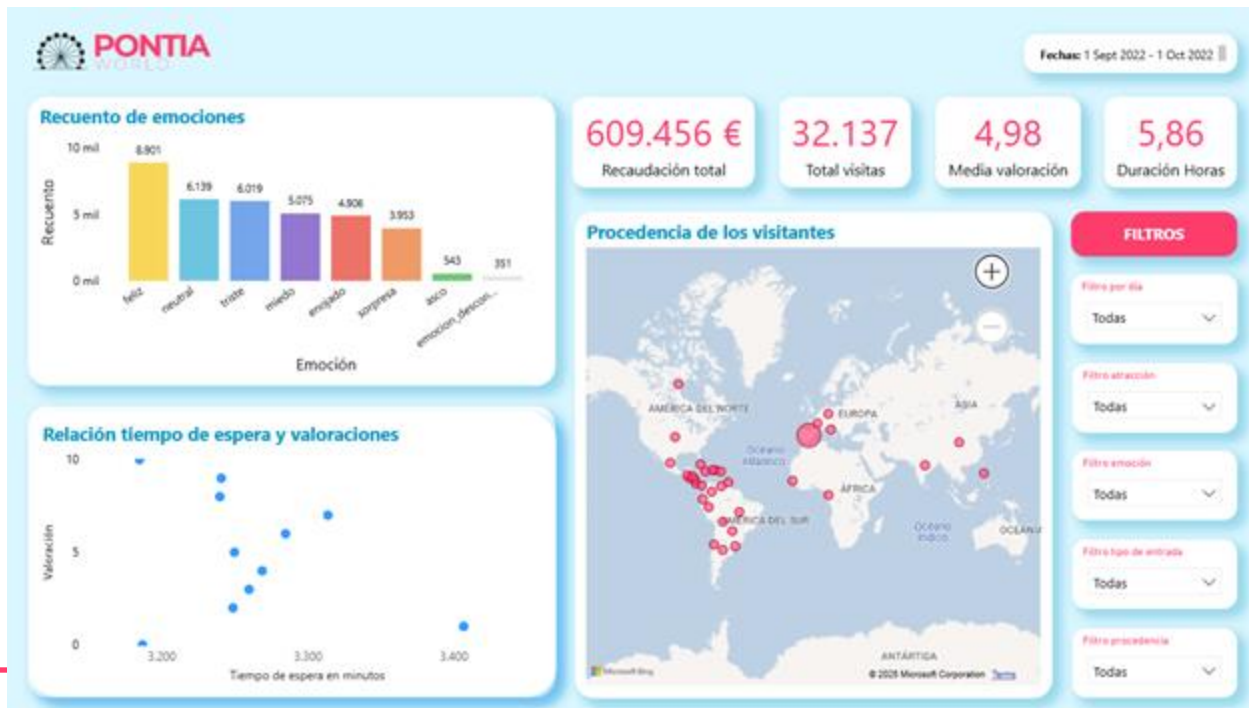 PONTIA
WORLD
Fechas: 1 Sept 2022 - 1 Oct 2022
Recuento de emociones
10 mil
5 mil
0 mil
Recuento
8.901
6.139
6.019
5.075
4.906
3.953
543
351
feliz
neutral
triste
miedo
enojado
sorpresa
asco
emocion_descon...
Emoción
609.456 €
Recaudación total
32.137
Total visitas
4,98
Media valoración
5,86
Duración Horas
Relación tiempo de espera y valoraciones
10
5
0
Valoración
3.200
3.300
3.400
Tiempo de espera en minutos
Procedencia de los visitantes
AMÉRICA DEL NORTE
EUROPA
ASIA
Océano
Atlántico
ÁFRICA
AMÉRICA DEL SUR
Océano
Índico
ANTÁRTIDA
Microsoft Bing
Microsoft Corporation
Terms
FILTROS
Filtro por día
Todas
Filtro atracción
Todas
Filtro emoción
Todas
Filtro tipo de entrada
Todas
Filtro procedencia
Todas